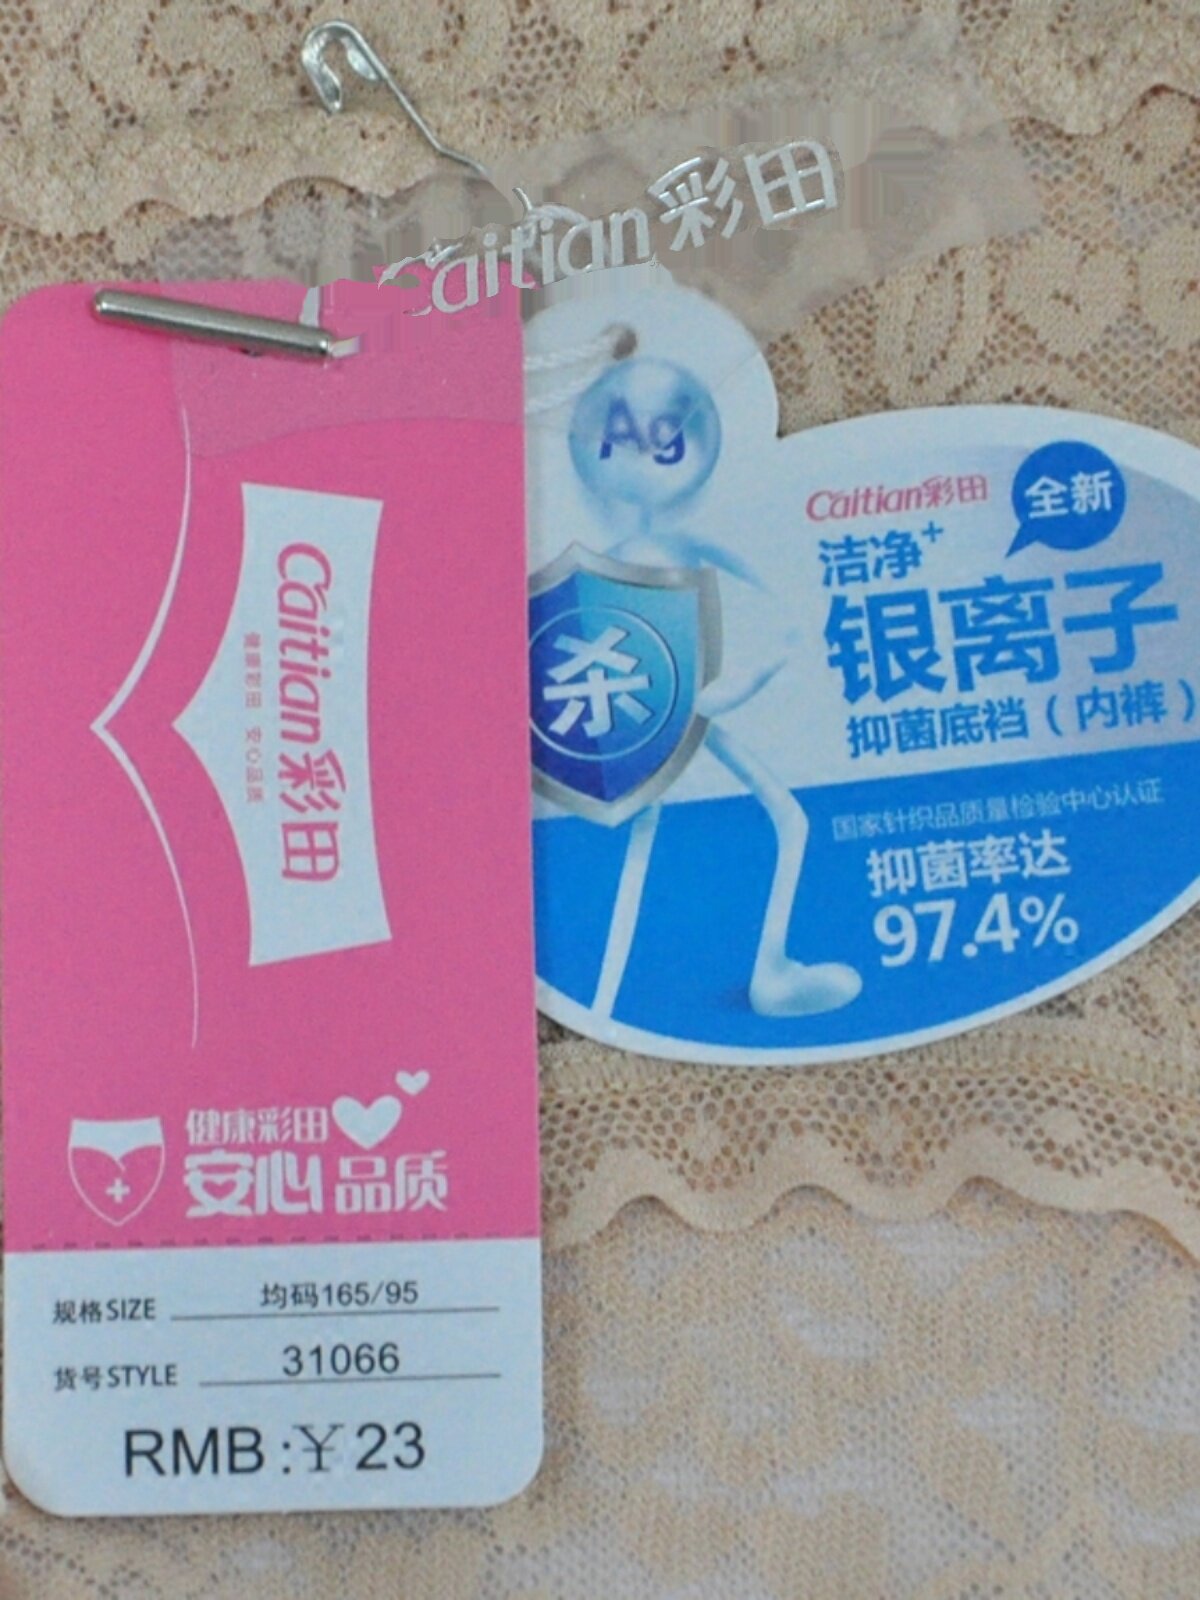 Caitian彩田
Caitian彩田
健康彩田 安心品质
健康彩田
安心品质
规格SIZE 均码165/95
货号STYLE 31066
RMB:￥23
Ag
杀
Caitian彩田
全新
洁净+
银离子
抑菌底裆(内裤)
国家针织品质量检验中心认证
抑菌率达
97.4%